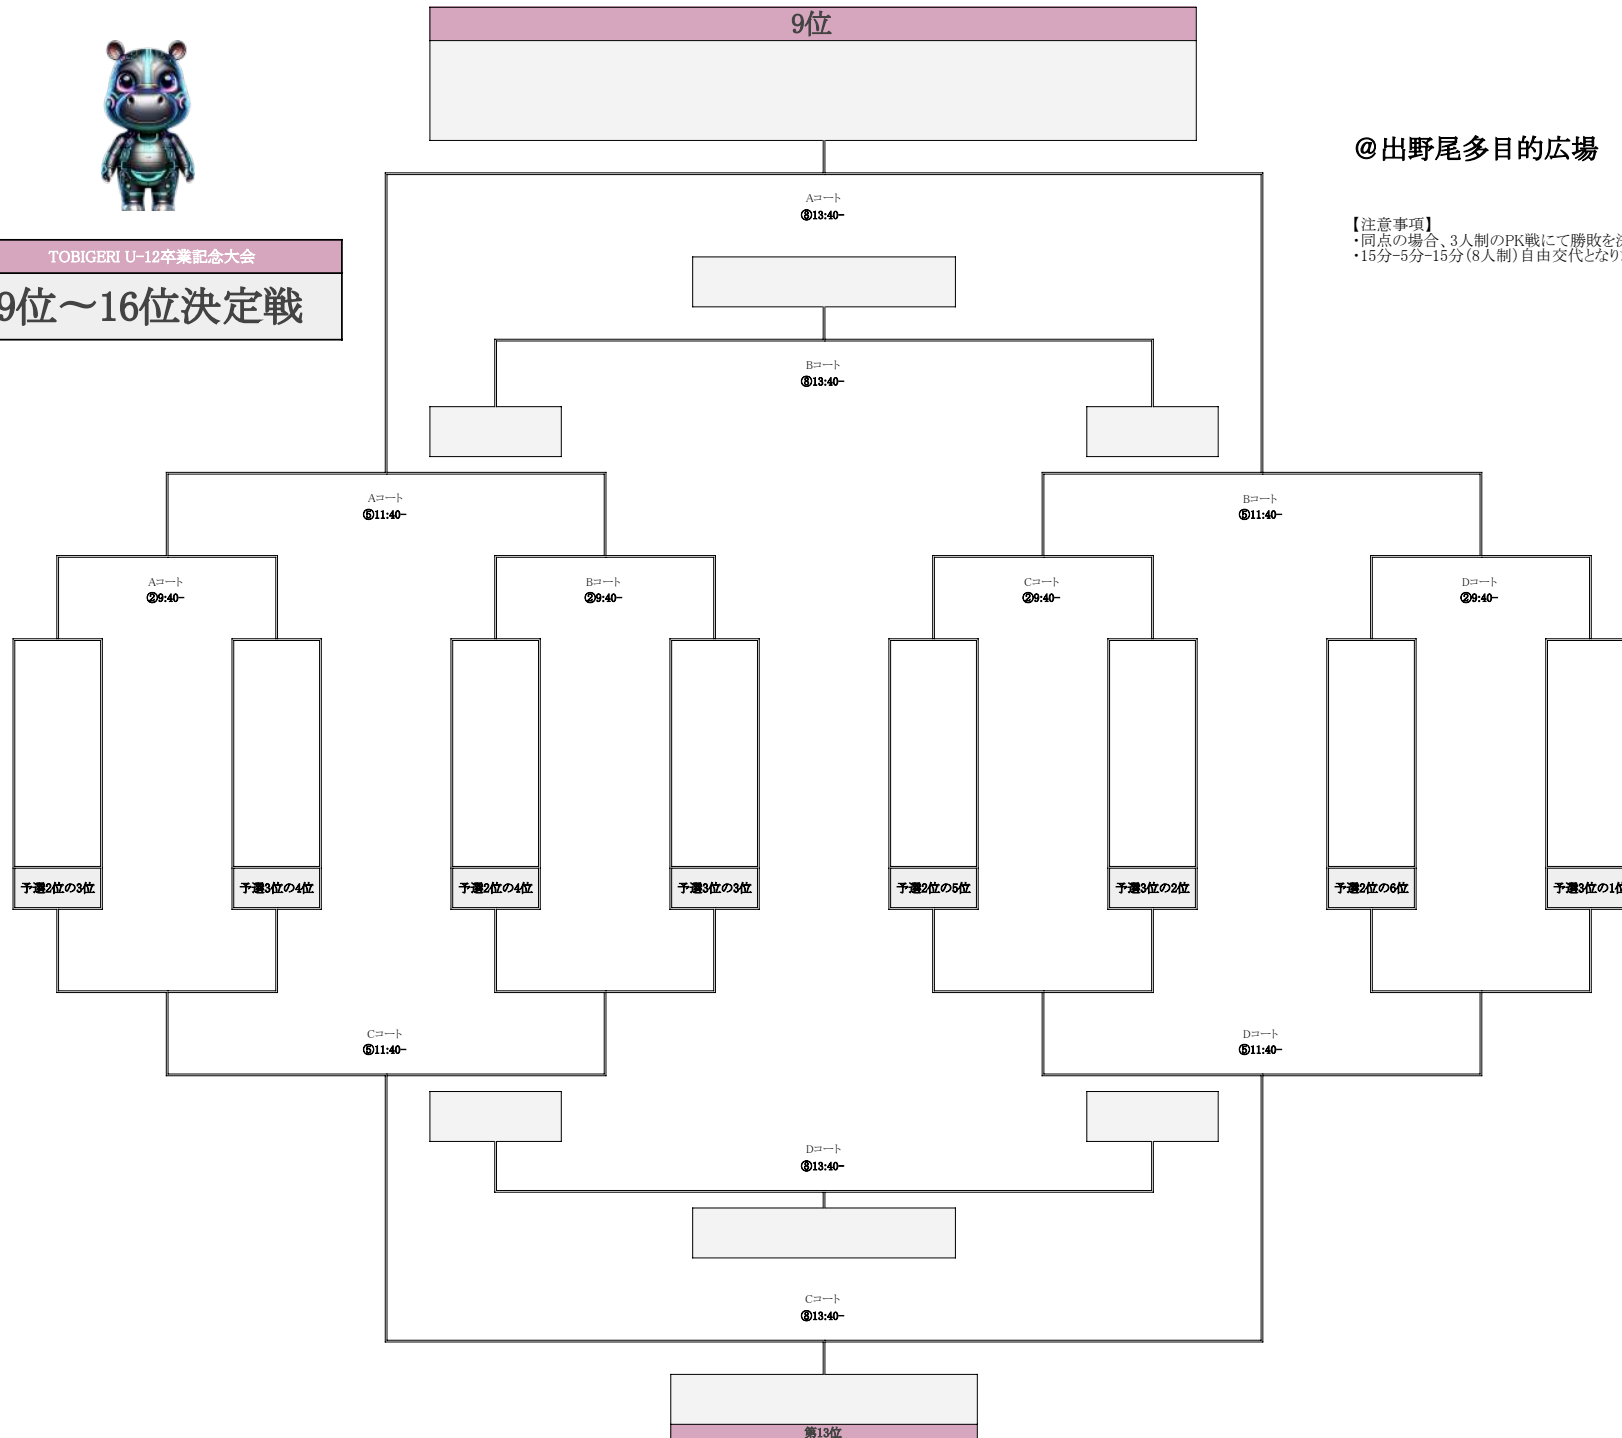 9位
@出野尾多目的広場
Aコート
⑧13:40-
【注意事項】
・同点の場合、3人制のPK戦にて勝敗を
・15分-5分-15分(8人制)自由交代となり
TOBIGERI U-12卒業記念大会
9位～16位決定戦
Bコート
⑧13:40-
Aコート
⑤11:40-
Bコート
⑤11:40-
Aコート
②9:40-
Bコート
②9:40-
Cコート
②9:40-
Dコート
②9:40-
予選2位の3位
予選3位の4位
予選2位の4位
予選3位の3位
予選2位の5位
予選3位の2位
予選2位の6位
予選3位の1位
Cコート
⑤11:40-
Dコート
⑤11:40-
Dコート
⑧13:40-
Cコート
⑧13:40-
第13位